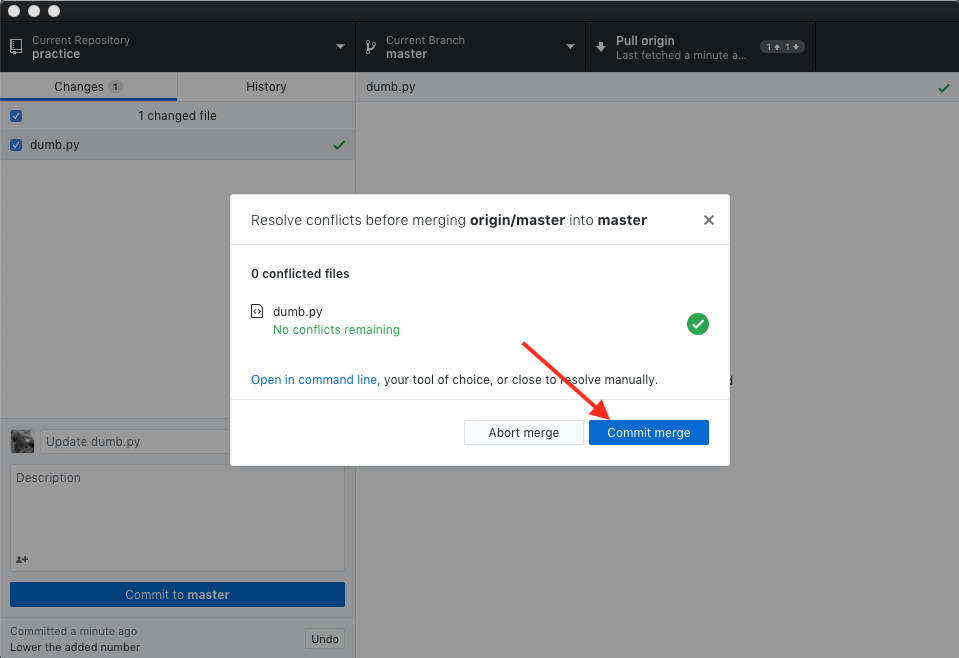 Current Repository
practice
Current Branch
master
Pull origin
Last fetched a minute a...
1 1
Changes 1
History
dumb.py
1 changed file
dumb.py
Resolve conflicts before merging origin/master into master
0 conflicted files
dumb.py
No conflicts remaining
Open in command line, your tool of choice, or close to resolve manually.
Abort merge
Commit merge
Update dumb.py
Description
Commit to master
Committed a minute ago
Lower the added number
Undo